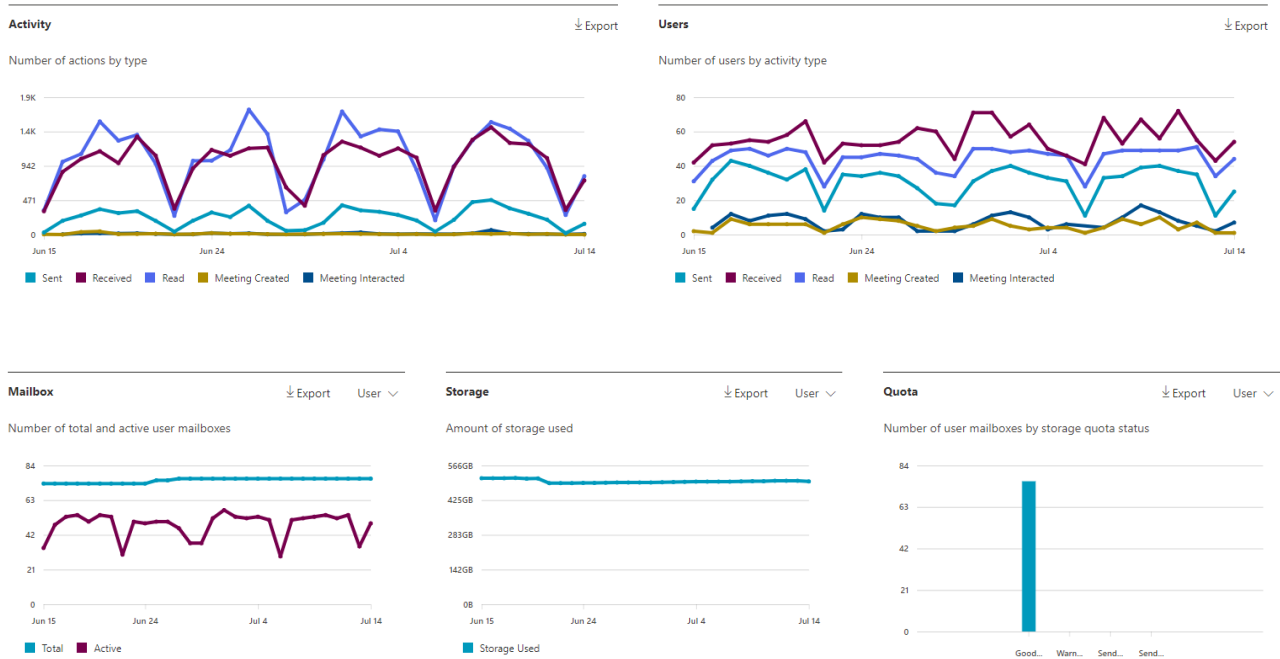 Activity
Export
Number of actions by type
1.9K
1.4K
942
471
0
Jun 15
Jun 24
Jul 4
Jul 14
Sent
Received
Read
Meeting Created
Meeting Interacted
Users
Export
Number of users by activity type
80
60
40
20
0
Jun 15
Jun 24
Jul 4
Jul 14
Sent
Received
Read
Meeting Created
Meeting Interacted
Mailbox
Export
User
Number of total and active user mailboxes
84
63
42
21
0
Jun 15
Jun 24
Jul 4
Jul 14
Total
Active
Storage
Export
User
Amount of storage used
566GB
425GB
283GB
142GB
0B
Jun 15
Jun 24
Jul 4
Jul 14
Storage Used
Quota
Export
User
Number of user mailboxes by storage quota status
84
63
42
21
0
Good...
Warn...
Send...
Send...